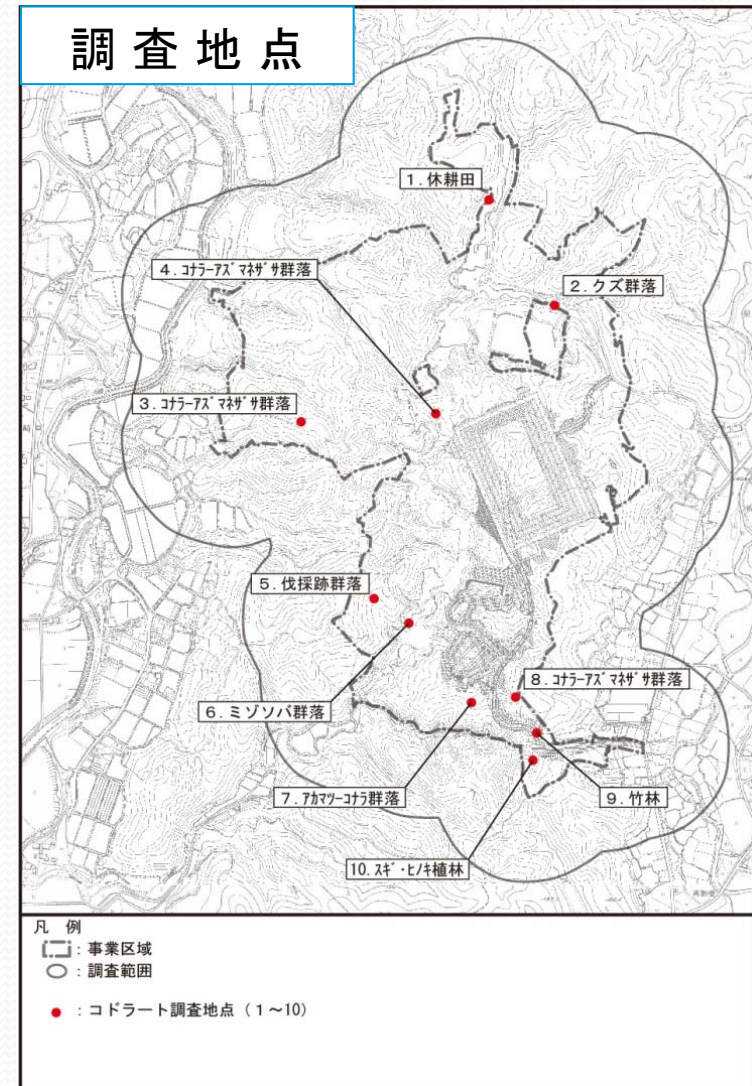 調査地点
1.休耕田
4.コナラーアズマネザサ群落
2.クズ群落
3.コナラーアズマネザサ群落
5.伐採跡群落
6.ミゾソバ群落
8.コナラーアズマネザサ群落
7.アカマツーコナラ群落
9.竹林
10.スギ・ヒノキ植林
凡 例
：事業区域
：調査範囲
：コドラート調査地点（1～10）